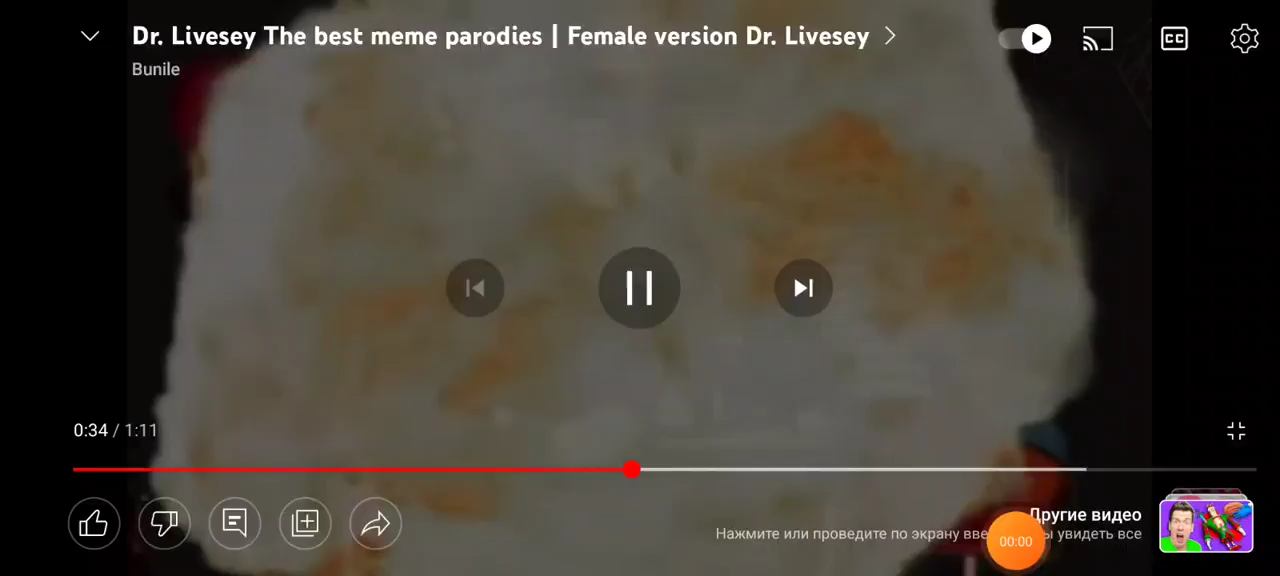 Dr. Livesey The best meme parodies | Female version Dr. Livesey
Bunile
CC
0:34 / 1:11
Другие видео
Нажмите или проведите по экрану вве
ы увидеть все
00:00